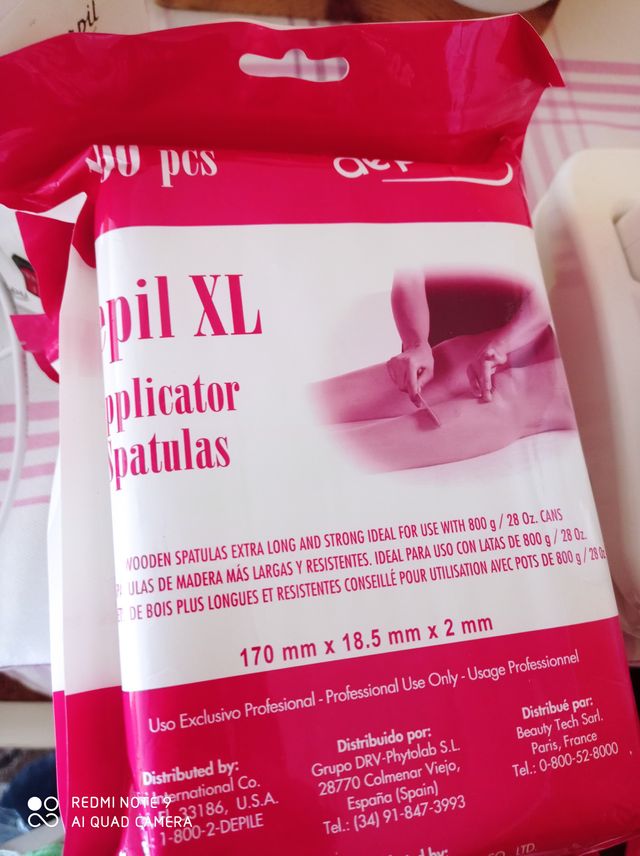 pil
00 pcs
dep
epil XL
pplicator
Spatulas
WOODEN SPATULAS EXTRA LONG AND STRONG IDEAL FOR USE WITH 800 g / 28 Oz. CANS
ULAS DE MADERA MÁS LARGAS Y RESISTENTES. IDEAL PARA USO CON LATAS DE 800 g / 28 Oz.
DE BOIS PLUS LONGUES ET RESISTENTES CONSEILLÉ POUR UTILISATION AVEC POTS DE 800 g / 28 Oz
170 mm x 18.5 mm x 2 mm
Uso Exclusivo Profesional - Professional Use Only - Usage Professionnel
Distributed by:
International Co.
33186, U.S.A.
1-800-2-DEPILE
Distribuido por:
Grupo DRV-Phytolab S.L.
28770 Colmenar Viejo,
España (Spain)
Tel.: (34) 91-847-3993
Distribué par:
Beauty Tech Sarl.
Paris, France
Tel.: 0-800-52-8000
REDMI NOTE 9
AI QUAD CAMERA